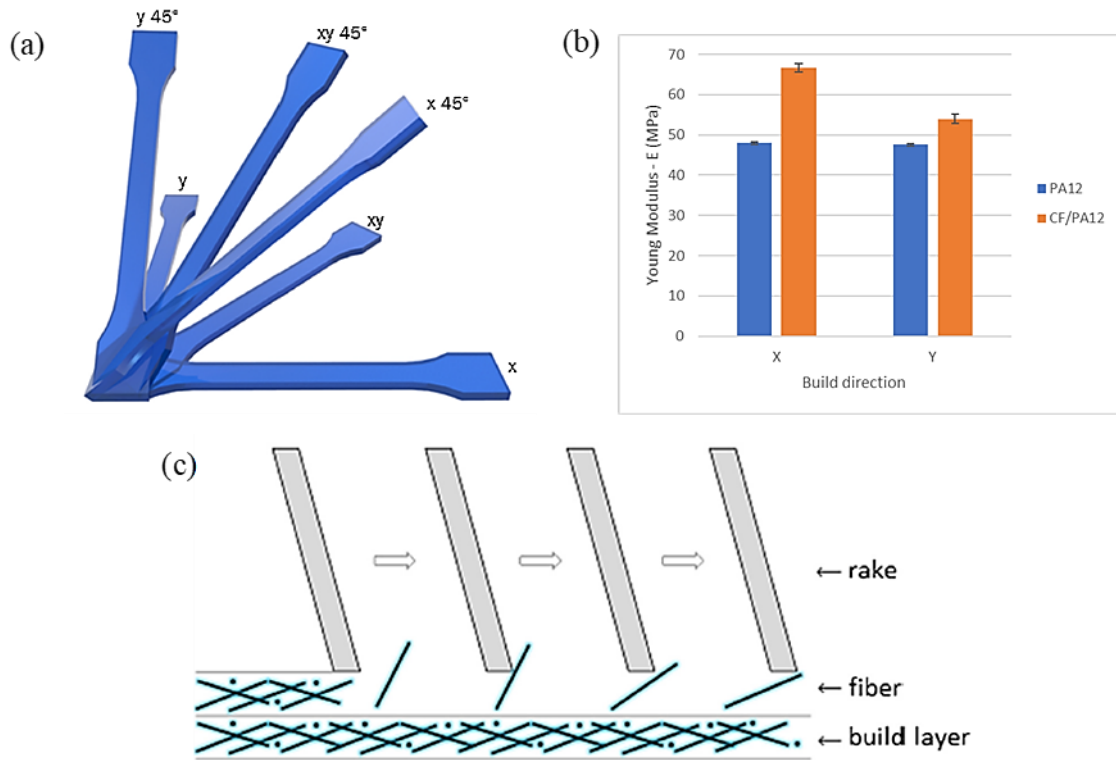 (a)
y 45°
xy 45°
x 45°
y
xy
x
(b)
Young Modulus - E (MPa)
70
60
50
40
30
20
10
0
X
Y
Build direction
PA12
CF/PA12
(c)
← rake
← fiber
← build layer